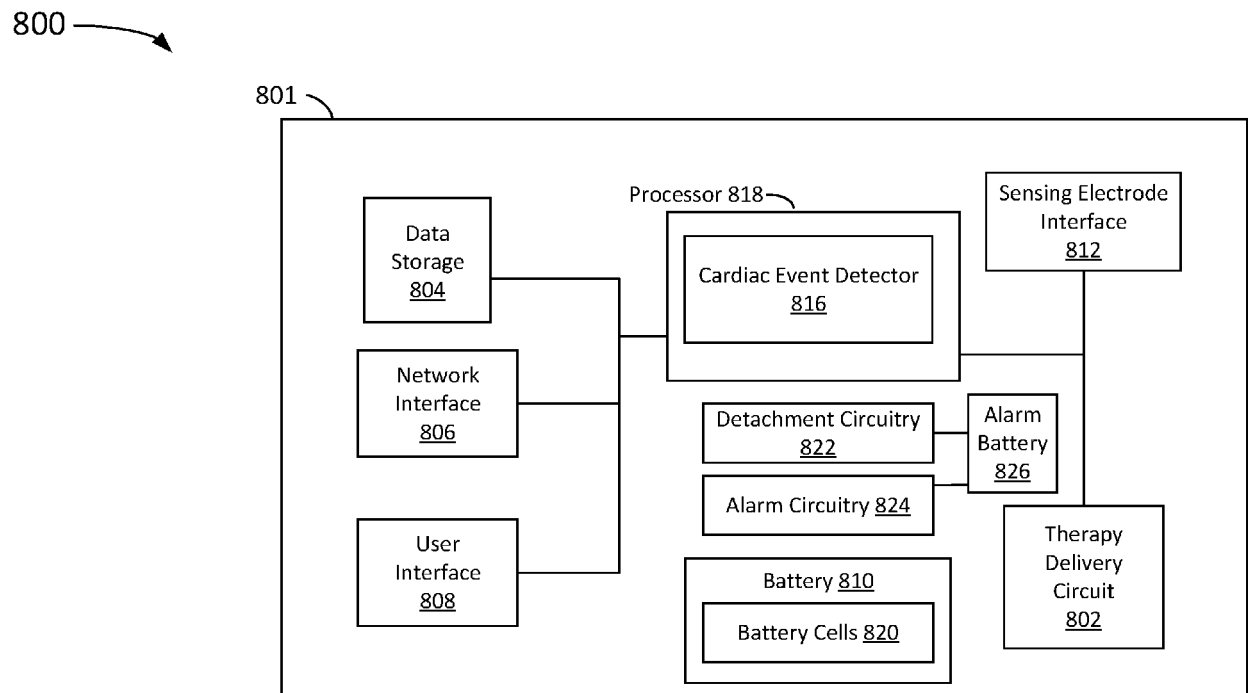 800
801
Data
Storage
804
Network
Interface
806
User
Interface
808
Processor 818
Cardiac Event Detector
816
Detachment Circuitry
822
Alarm Circuitry 824
Alarm
Battery
826
Battery 810
Battery Cells 820
Sensing Electrode
Interface
812
Therapy
Delivery
Circuit
802